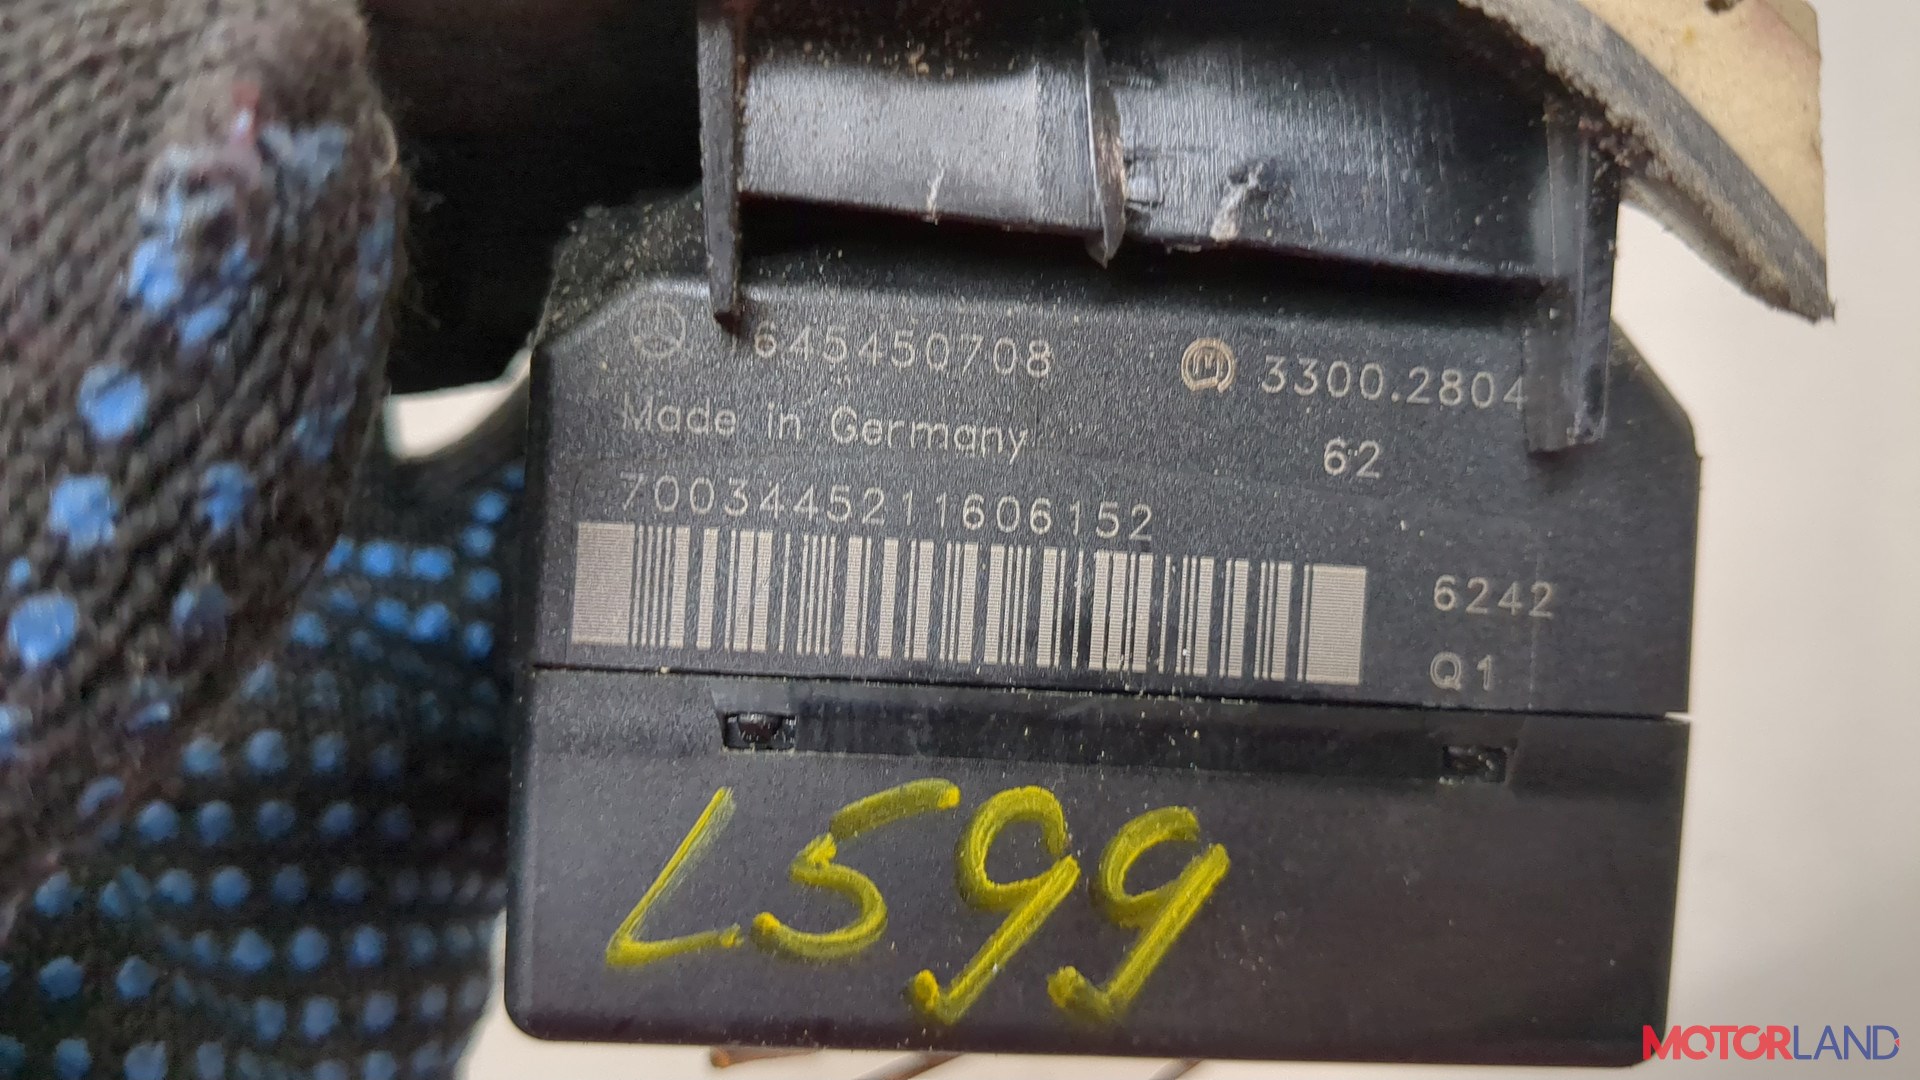 645450708
3300.2804
Made in Germany
62
7003445211606152
6242
Q1
L599
MOTORLAND